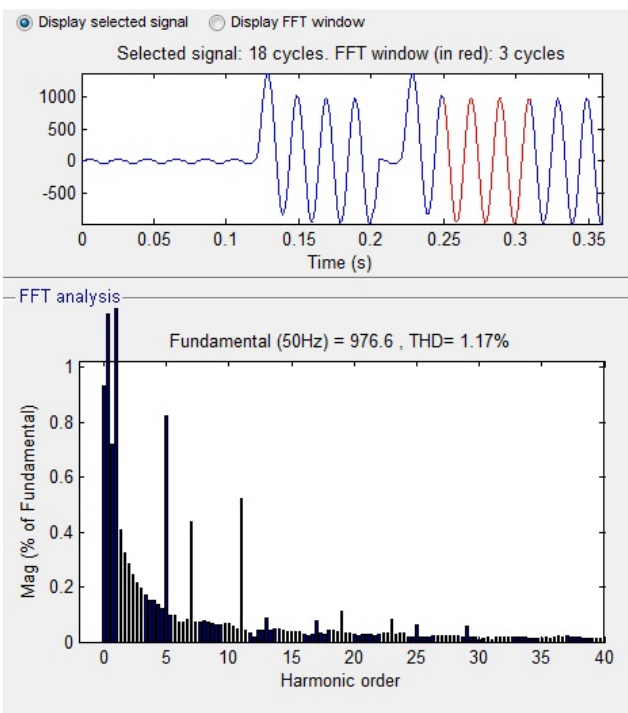 Display selected signal Display FFT window
Selected signal: 18 cycles. FFT window (in red): 3 cycles
1000
500
0
-500
0 0.05 0.1 0.15 0.2 0.25 0.3 0.35
Time (s)
FFT analysis
Fundamental (50Hz) = 976.6 , THD= 1.17%
1
0.8
0.6
0.4
0.2
0
Mag (% of Fundamental)
0 5 10 15 20 25 30 35 40
Harmonic order